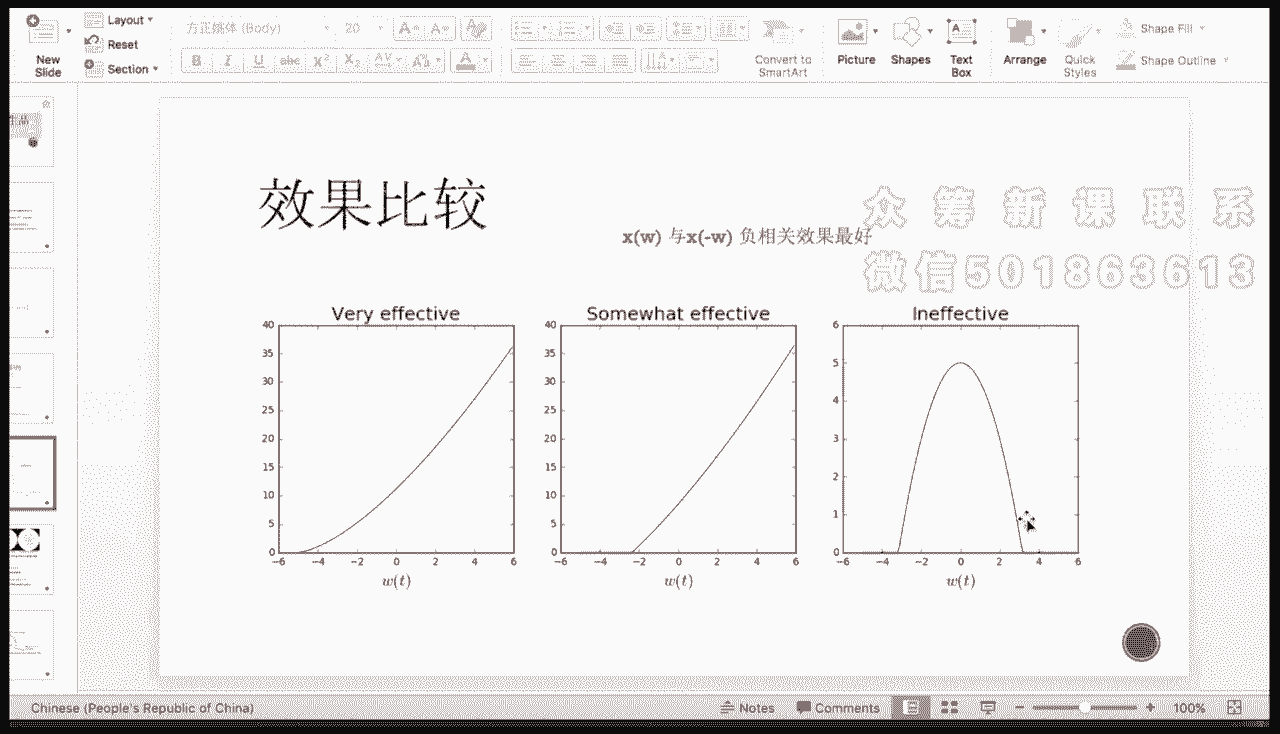 New Slide
Layout
Reset
Section
方正姚体 (Body)
20
B I U abc X² X₂ AV
Convert to SmartArt
Picture
Shapes
Text Box
Arrange
Quick Styles
Shape Fill
Shape Outline
效果比较
x(w) 与x(-w) 负相关效果最好
众筹新课联系
微信501863613
Very effective
40
35
30
25
20
15
10
5
0
−6 −4 −2 0 2 4 6
w(t)
Somewhat effective
40
35
30
25
20
15
10
5
0
−6 −4 −2 0 2 4 6
w(t)
Ineffective
6
5
4
3
2
1
0
−6 −4 −2 0 2 4 6
w(t)
Chinese (People's Republic of China)
Notes
Comments
100%